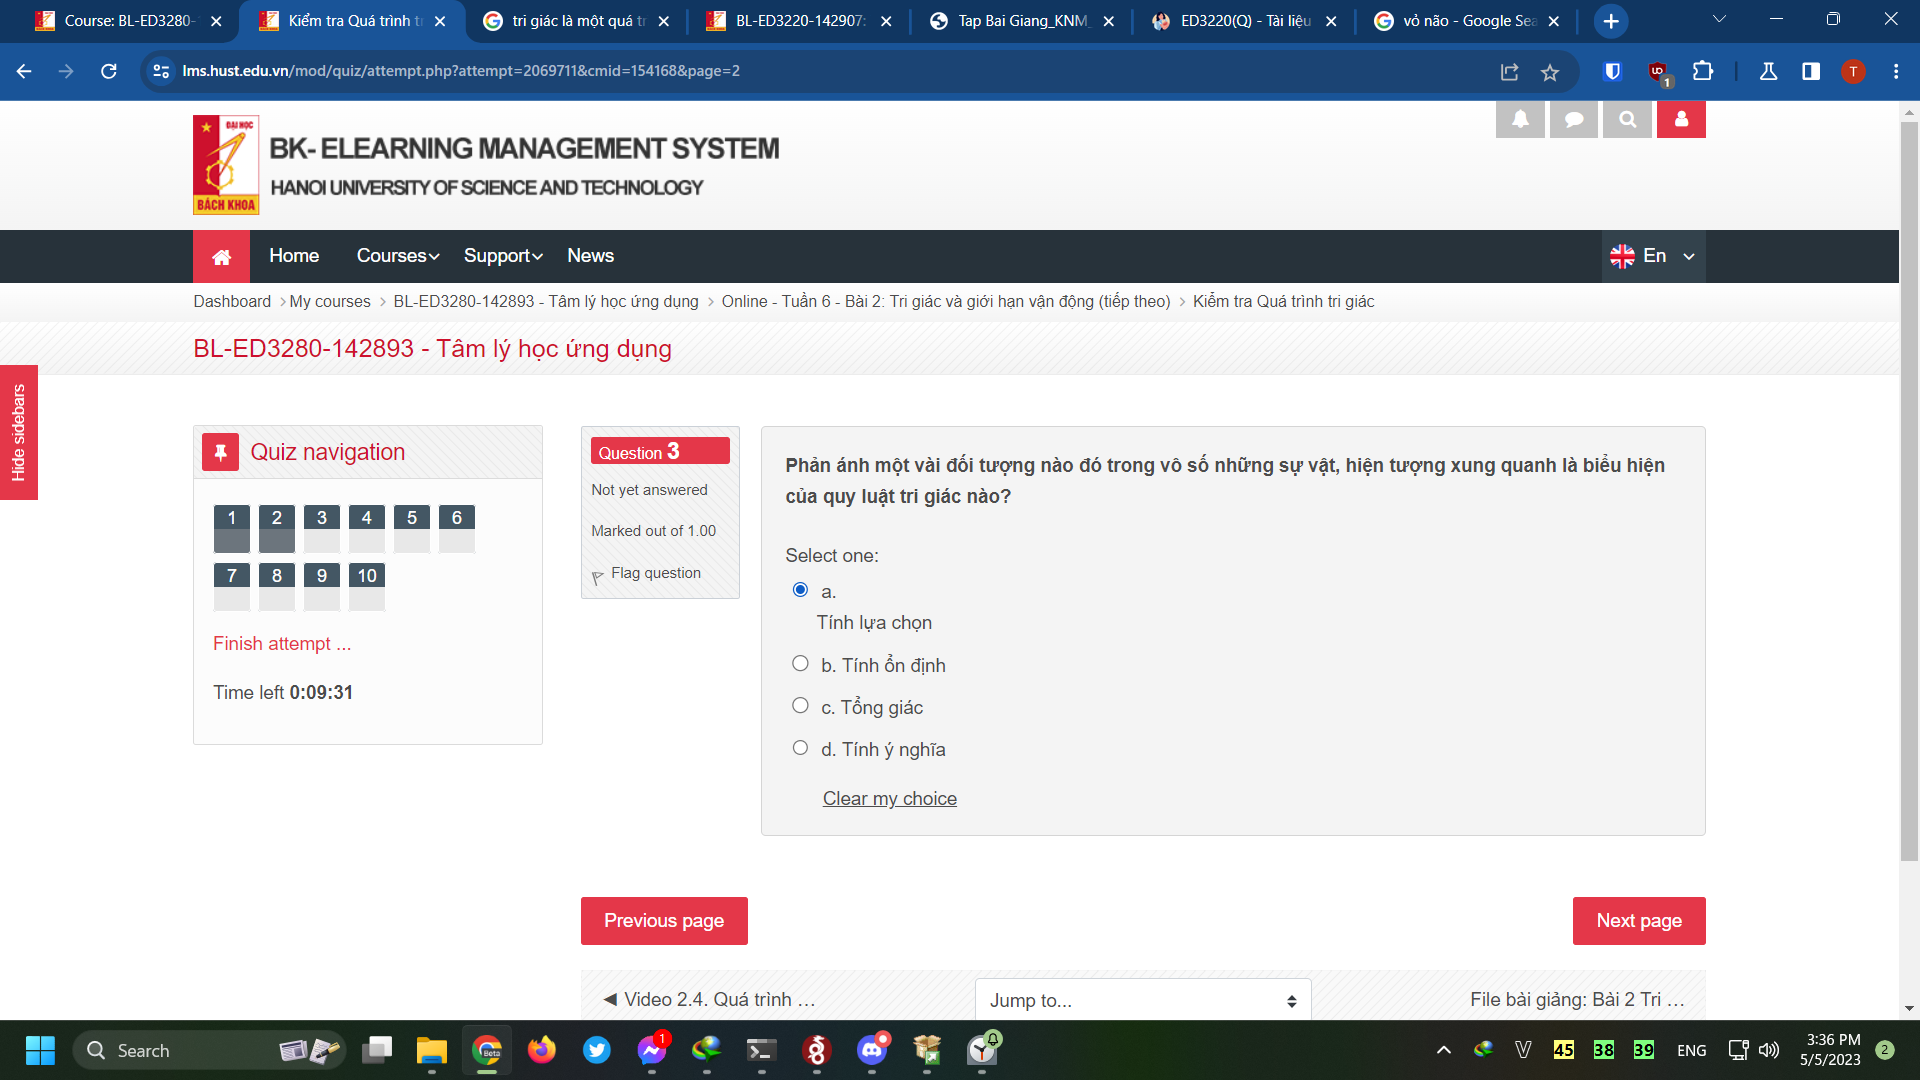 Course: BL-ED3280-
Kiểm tra Quá trình t
tri giác là một quá tr
BL-ED3220-142907:
Tap Bai Giang_KNM_
ED3220(Q) - Tài liệu
vỏ não - Google Sea
lms.hust.edu.vn/mod/quiz/attempt.php?attempt=2069711&cmid=154168&page=2
1
T
ĐẠI HỌC
BÁCH KHOA
BK- ELEARNING MANAGEMENT SYSTEM
HANOI UNIVERSITY OF SCIENCE AND TECHNOLOGY
Home Courses Support News
En
Dashboard > My courses > BL-ED3280-142893 - Tâm lý học ứng dụng > Online - Tuần 6 - Bài 2: Tri giác và giới hạn vận động (tiếp theo) > Kiểm tra Quá trình tri giác
BL-ED3280-142893 - Tâm lý học ứng dụng
Hide sidebars
Quiz navigation
1 2 3 4 5 6
7 8 9 10
Finish attempt ...
Time left 0:09:31
Question 3
Not yet answered
Marked out of 1.00
Flag question
Phản ánh một vài đối tượng nào đó trong vô số những sự vật, hiện tượng xung quanh là biểu hiện
của quy luật tri giác nào?
Select one:
a.
Tính lựa chọn
b. Tính ổn định
c. Tổng giác
d. Tính ý nghĩa
Clear my choice
Previous page
Next page
◄ Video 2.4. Quá trình …
Jump to...
File bài giảng: Bài 2 Tri …
Search
Beta
1
45 38 39
ENG
3:36 PM
5/5/2023
2